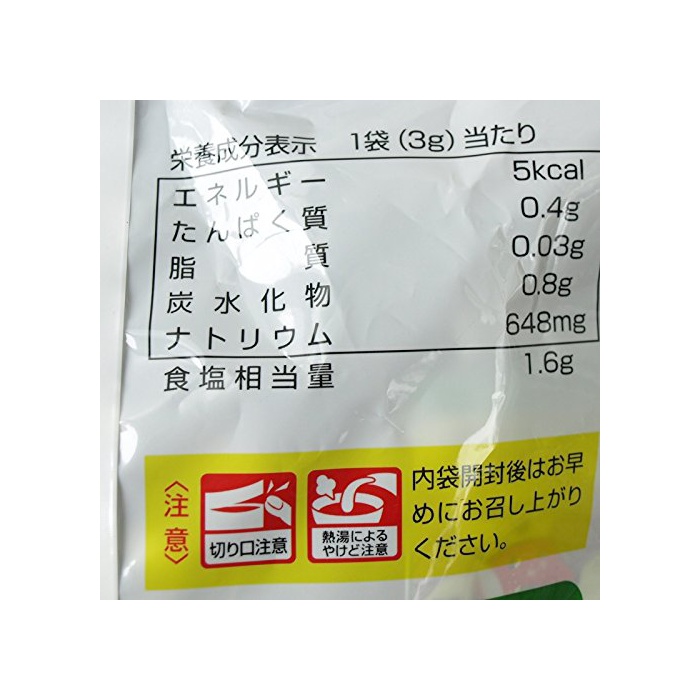 栄養成分表示 1袋(3g)当たり
エネルギー 5kcal
たんぱく質 0.4g
脂質 0.03g
炭水化物 0.8g
ナトリウム 648mg
食塩相当量 1.6g
〈注意〉
切り口注意
熱湯による
やけど注意
内袋開封後はお早
めにお召し上がり
ください。